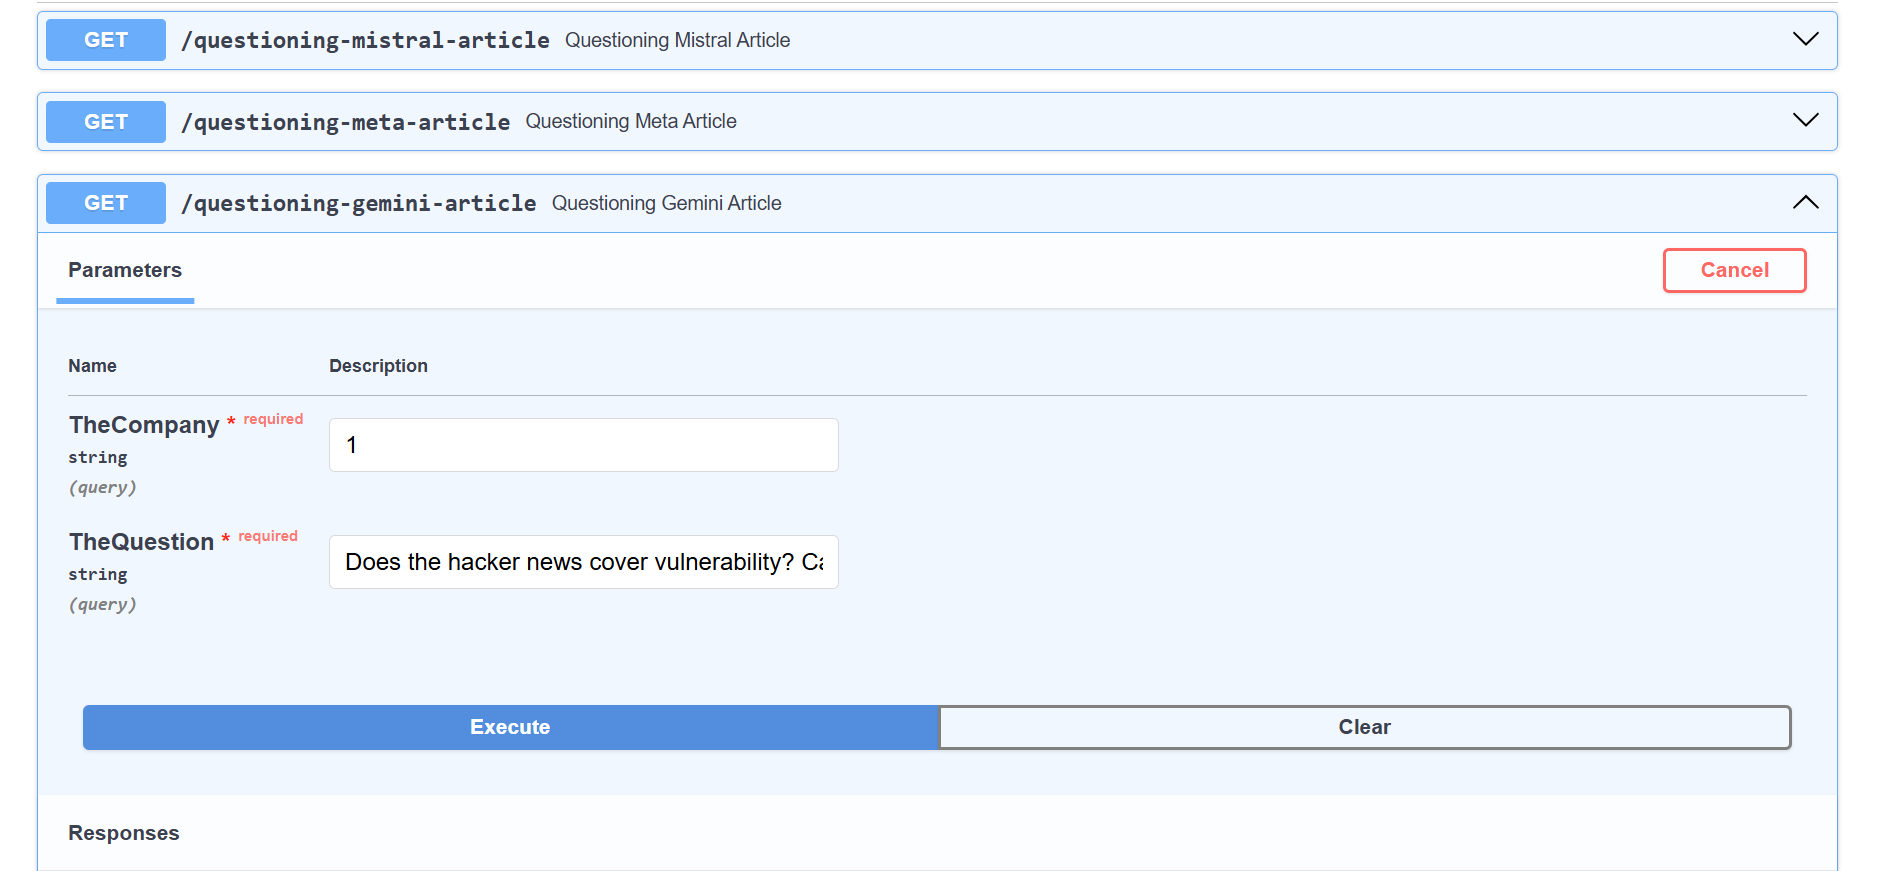 GET /questioning-mistral-article Questioning Mistral Article
GET /questioning-meta-article Questioning Meta Article
GET /questioning-gemini-article Questioning Gemini Article
Parameters
Cancel
Name Description
TheCompany * required
string
(query)
1
TheQuestion * required
string
(query)
Does the hacker news cover vulnerability? Ca
Execute Clear
Responses